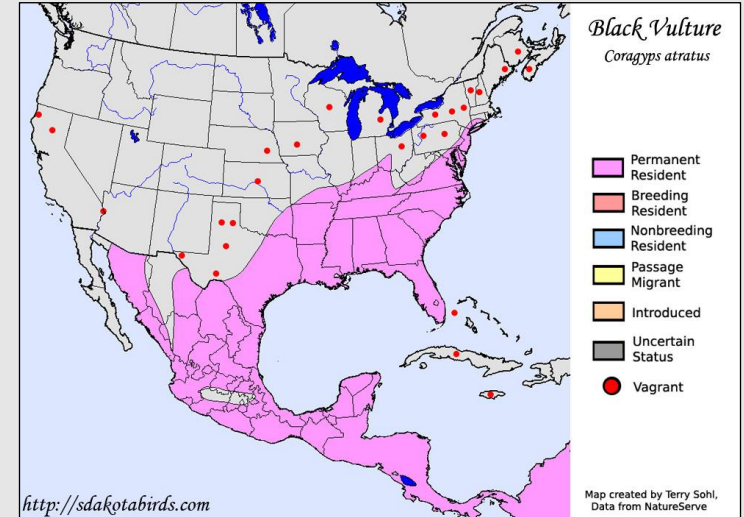 Black Vulture
Coragyps atratus
Permanent
Resident
Breeding
Resident
Nonbreeding
Resident
Passage
Migrant
Introduced
Uncertain
Status
Vagrant
http://sdakotabirds.com
Map created by Terry Sohl,
Data from NatureServe